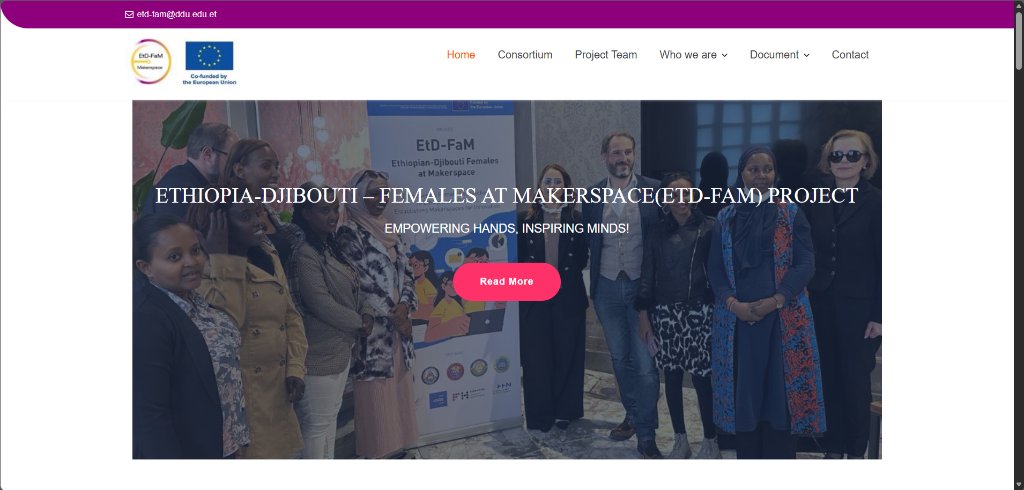 etd-fam@ddu.edu.et
EtD-FaM
Makerspace
Co-funded by
the European Union
Home
Consortium
Project Team
Who we are
Document
Contact
EtD-FaM
Ethiopian-Djibouti Females
at Makerspace
ETHIOPIA-DJIBOUTI – FEMALES AT MAKERSPACE(ETD-FAM) PROJECT
EMPOWERING HANDS, INSPIRING MINDS!
Read More